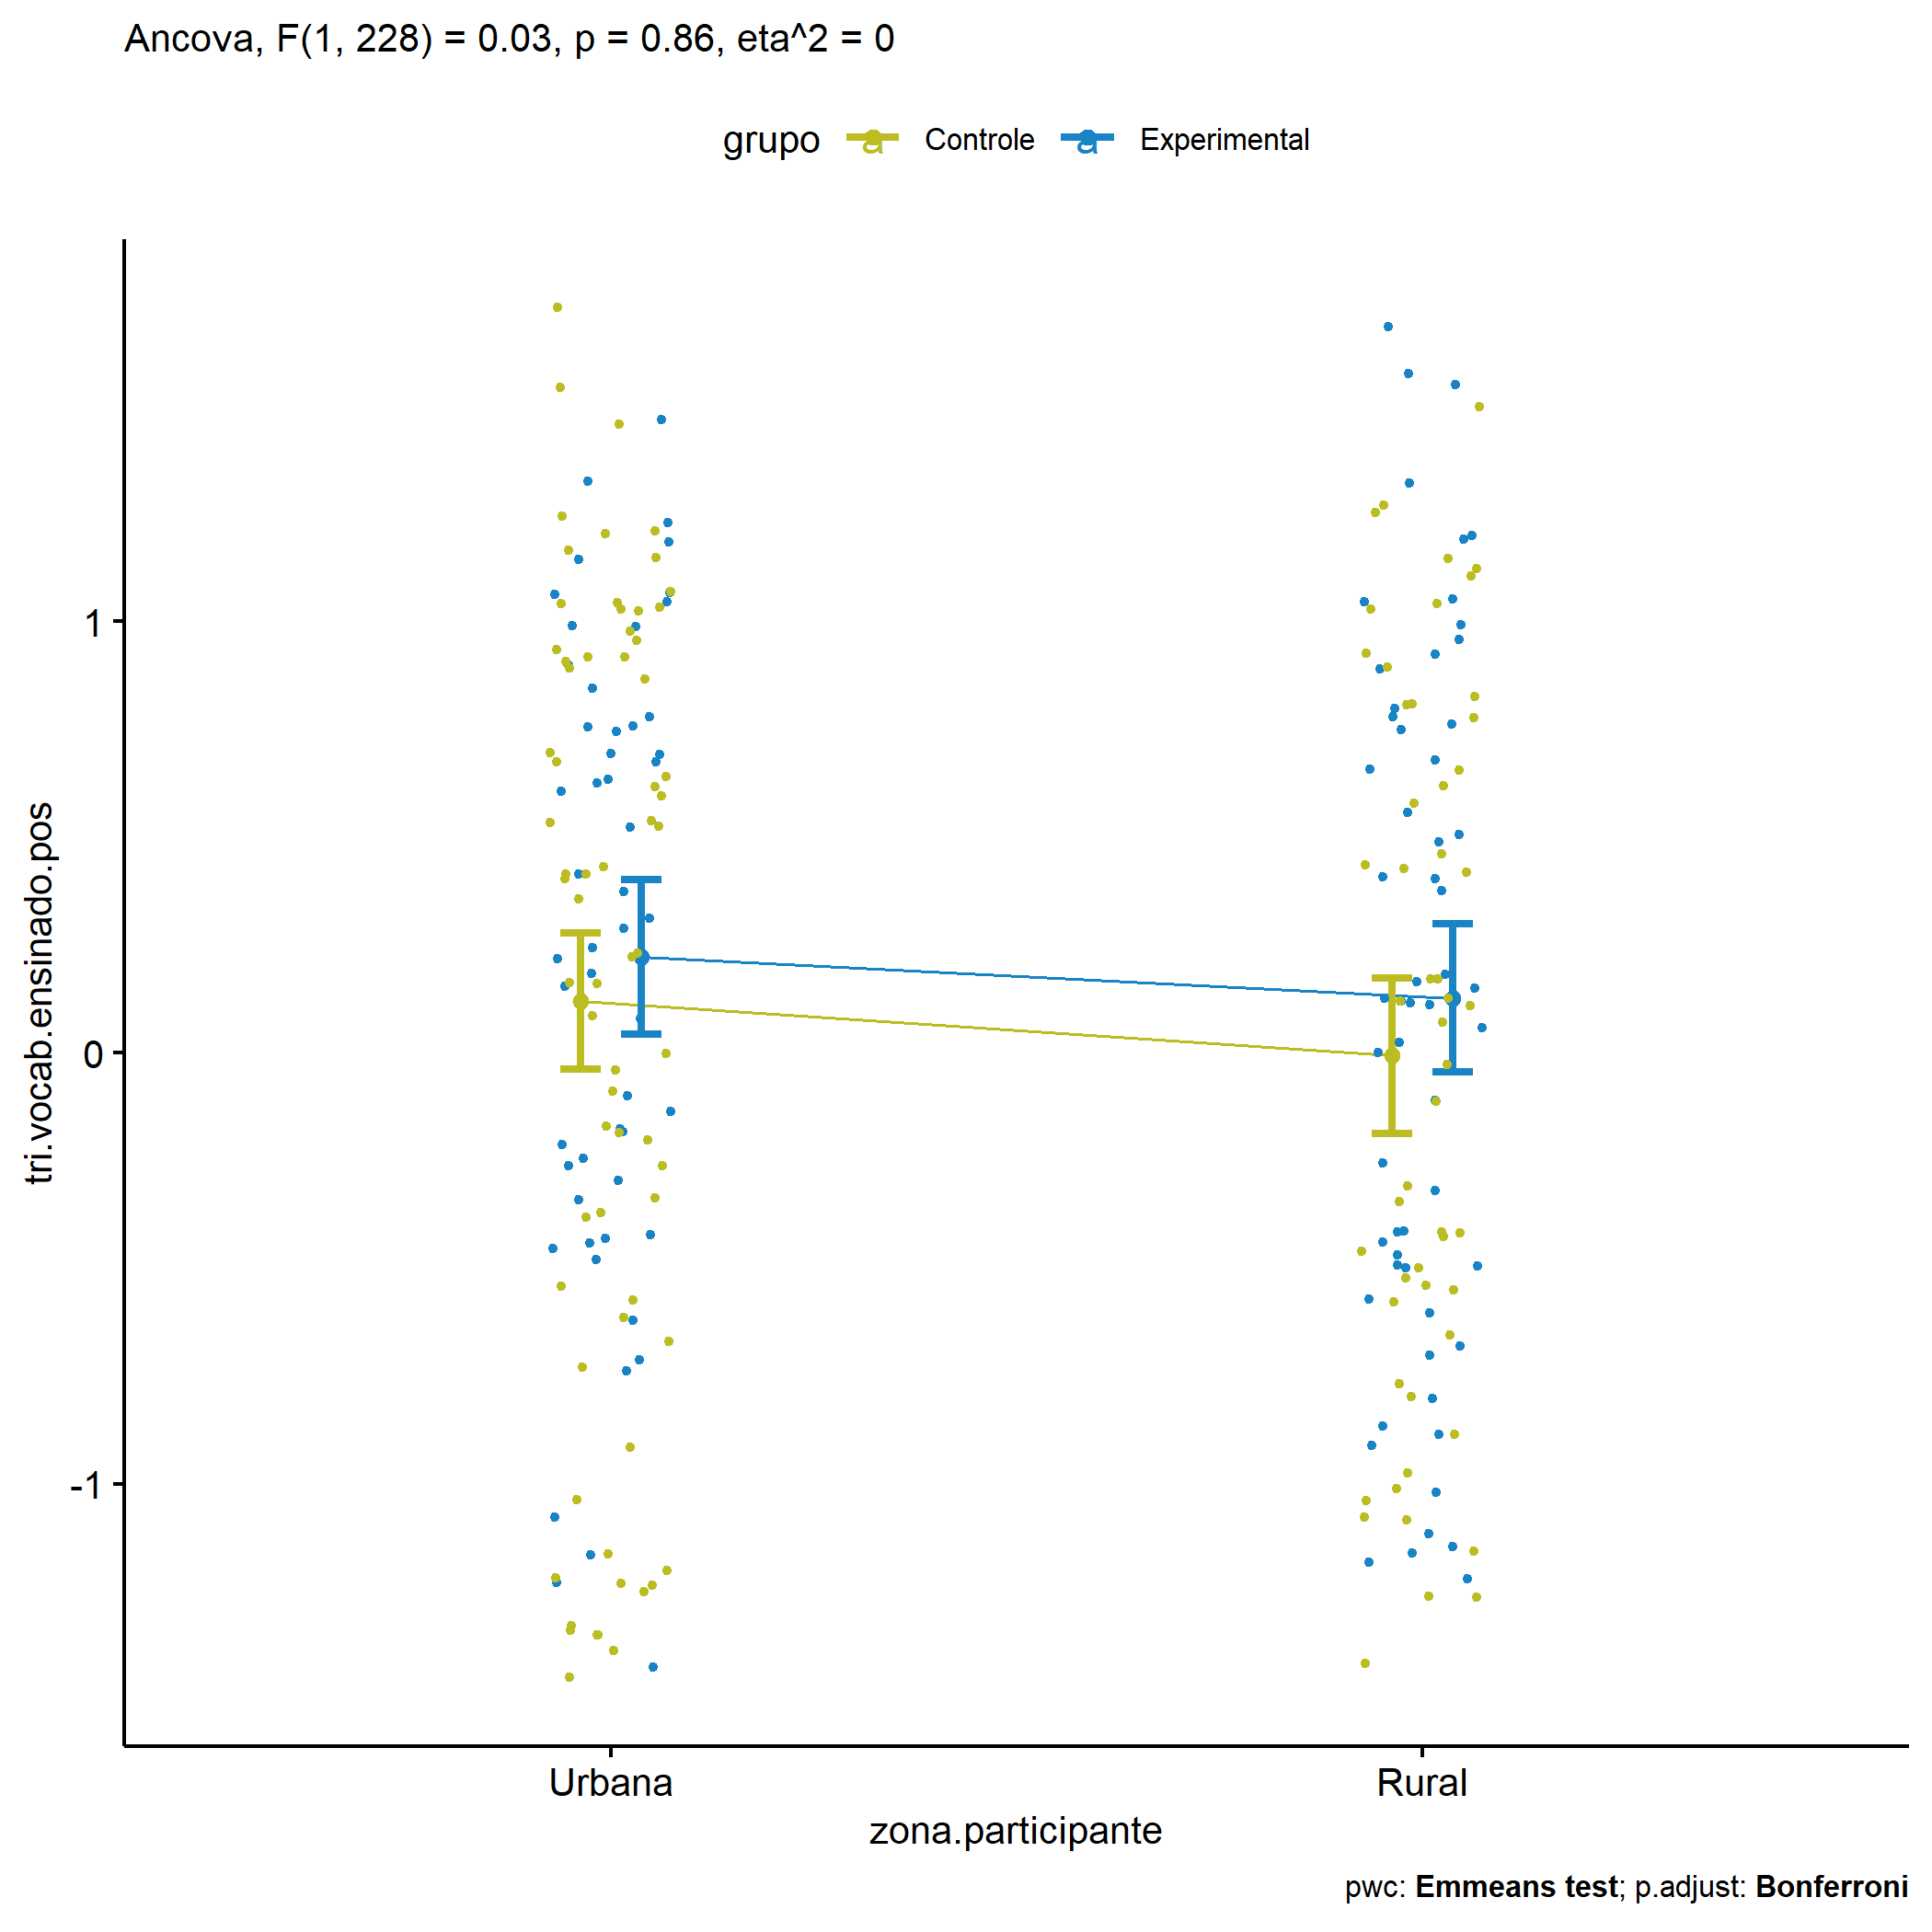 Ancova, F(1, 228) = 0.03, p = 0.86, eta^2 = 0
grupo a Controle a Experimental
tri.vocab.ensinado.pos
1
0
-1
Urbana Rural
zona.participante
pwc: Emmeans test; p.adjust: Bonferroni